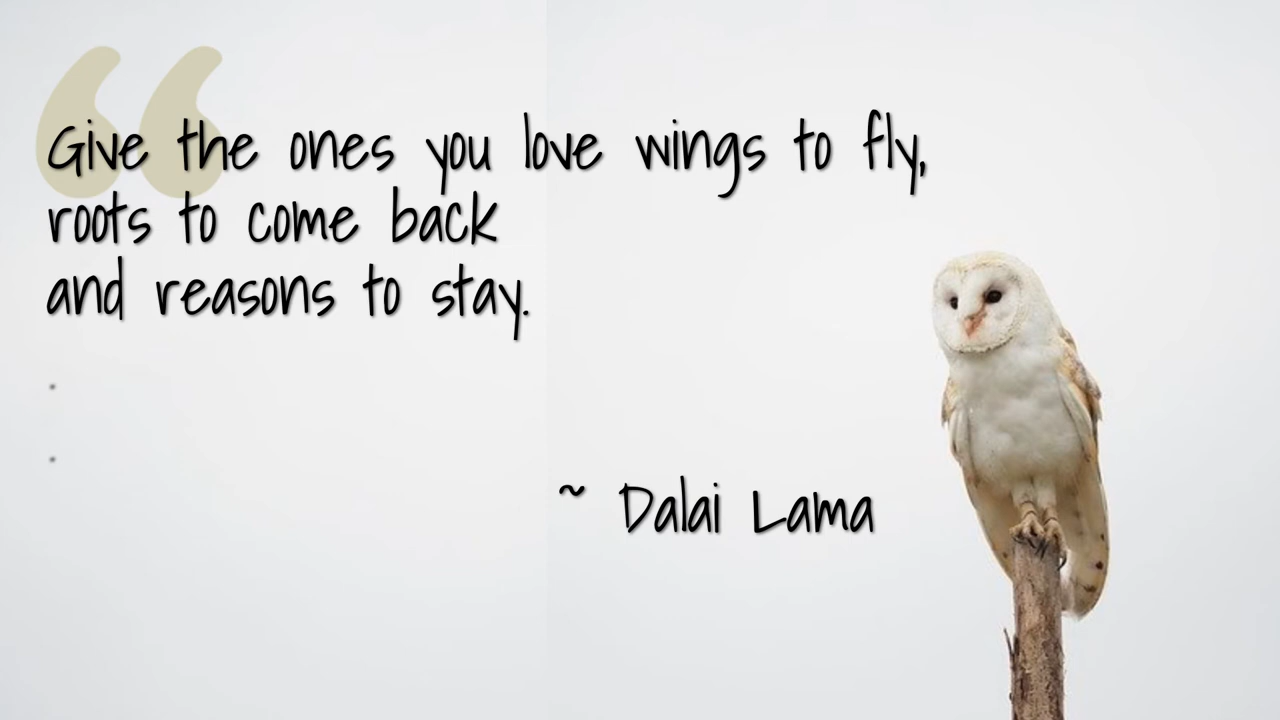 “
Give the ones you love wings to fly,
roots to come back
and reasons to stay.
.
.
~ Dalai Lama